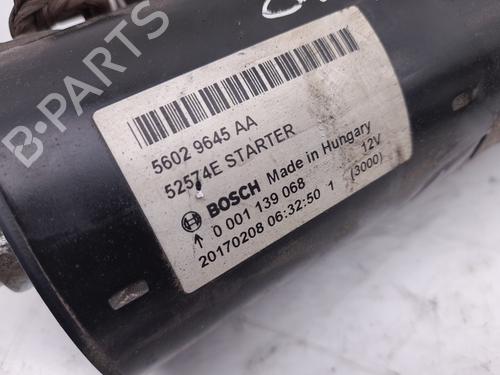 5602 9645 AA
52574E STARTER
BOSCH Made in Hungary
0 001 139 068 12V
20170208 06:32:50 1 (3000)
B-PARTS